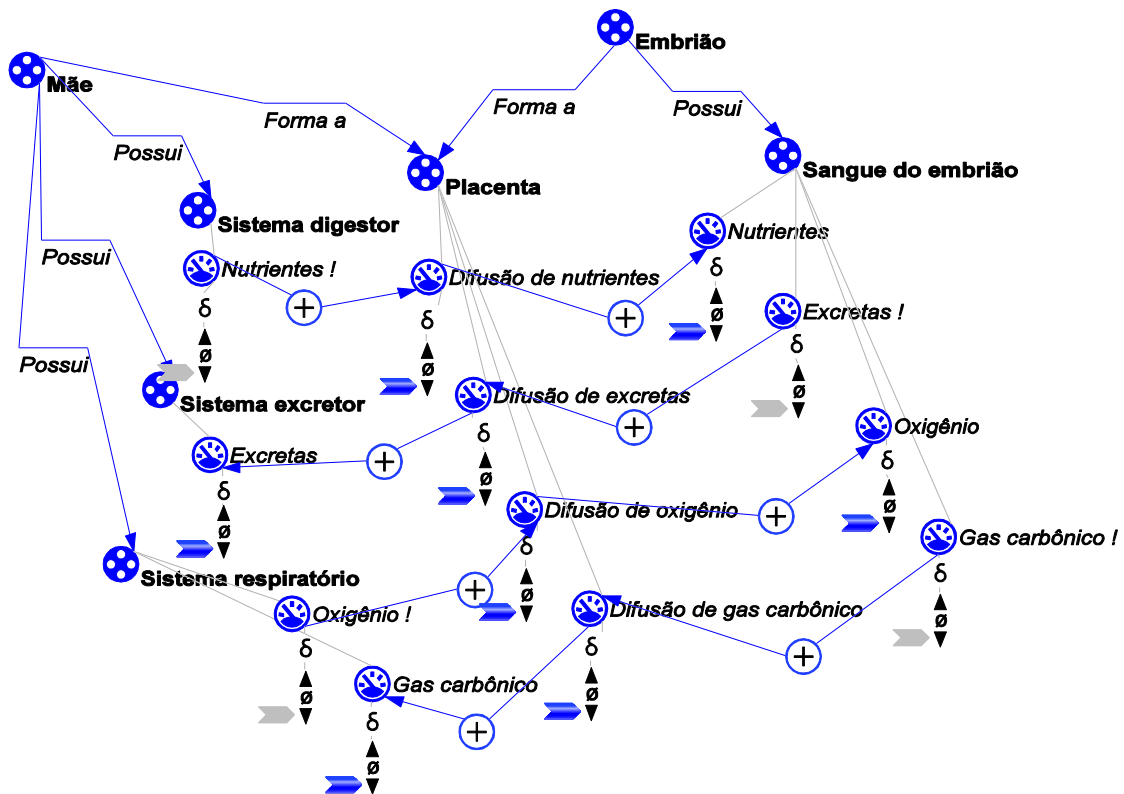 Embrião
Mãe
Forma a
Forma a
Possui
Possui
Placenta
Sangue do embrião
Sistema digestor
Nutrientes
Possui
Nutrientes !
Difusão de nutrientes
δ
Excretas !
δ
δ
ø
δ
ø
ø
Possui
ø
Sistema excretor
Difusão de excretas
δ
Oxigênio
Excretas
δ
ø
δ
ø
Difusão de oxigênio
ø
Gas carbônico !
δ
Sistema respiratório
δ
ø
Oxigênio !
Difusão de gas carbônico
ø
δ
δ
Gas carbônico
ø
ø
δ
ø
+
+
+
+
+
+
+
+